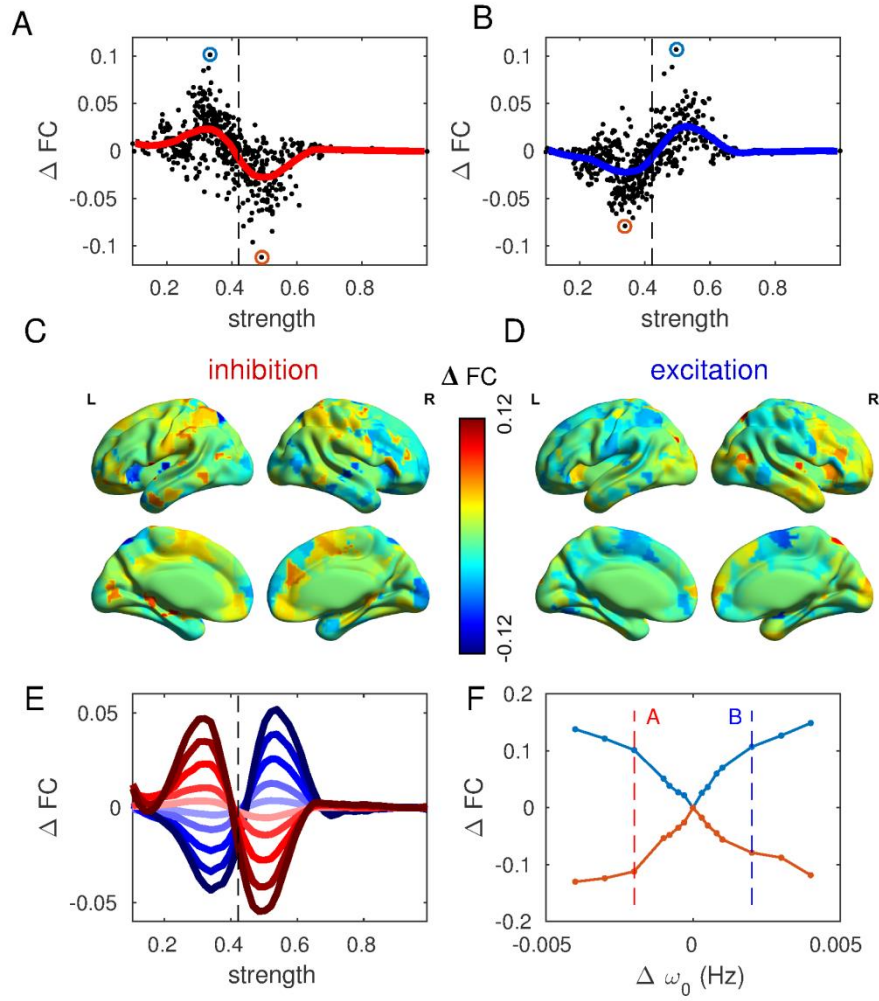 A
B
0.1
0.05
0
-0.05
-0.1
Δ FC
0.2 0.4 0.6 0.8
strength
0.1
0.05
0
-0.05
-0.1
Δ FC
0.2 0.4 0.6 0.8
strength
C
D
inhibition
Δ FC
excitation
L
R
L
R
0.12
-0.12
E
F
0.05
0
-0.05
Δ FC
0.2 0.4 0.6 0.8
strength
0.2
0.1
0
-0.1
-0.2
Δ FC
A
B
-0.005 0 0.005
Δ ω0 (Hz)